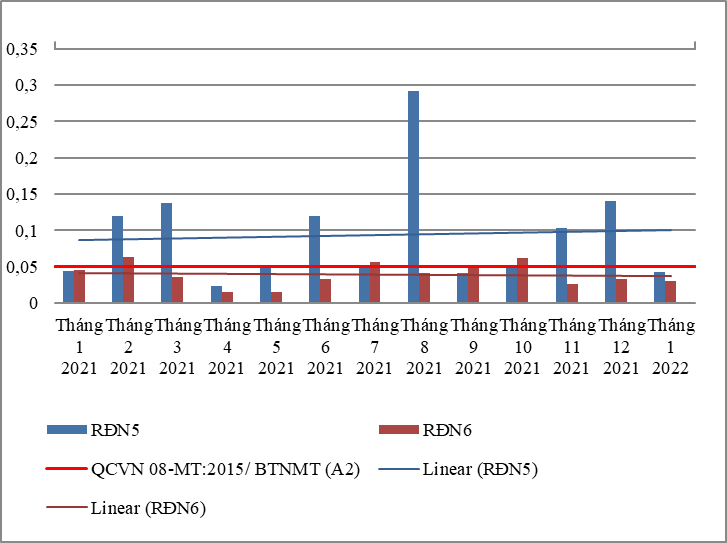 0,35
0,3
0,25
0,2
0,15
0,1
0,05
0
Tháng Tháng Tháng Tháng Tháng Tháng Tháng Tháng Tháng Tháng Tháng Tháng Tháng
1 2 3 4 5 6 7 8 9 10 11 12 1
2021 2021 2021 2021 2021 2021 2021 2021 2021 2021 2021 2021 2022
RĐN5 RĐN6
QCVN 08-MT:2015/ BTNMT (A2) Linear (RĐN5)
Linear (RĐN6)